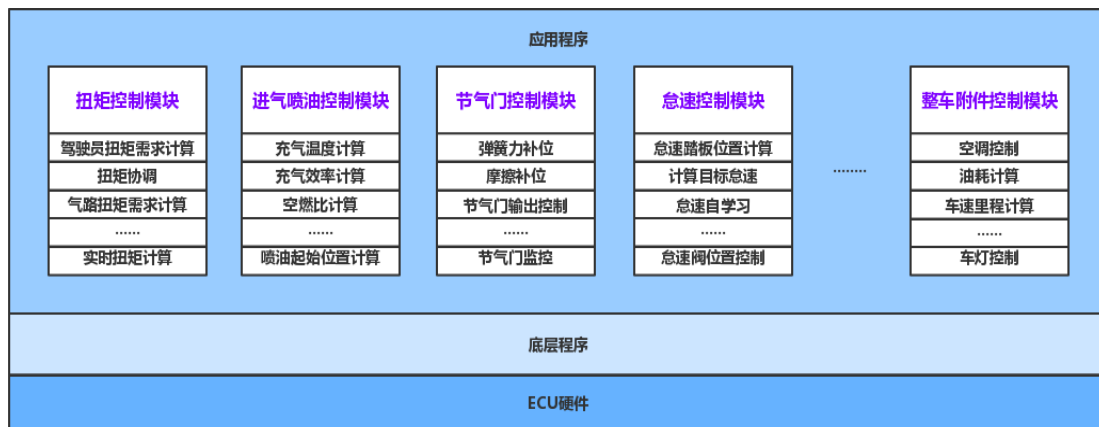 应用程序
扭矩控制模块
驾驶员扭矩需求计算
扭矩协调
气路扭矩需求计算
......
实时扭矩计算
进气喷油控制模块
充气温度计算
充气效率计算
空燃比计算
......
喷油起始位置计算
节气门控制模块
弹簧力补位
摩擦补位
节气门输出控制
......
节气门监控
怠速控制模块
怠速踏板位置计算
计算目标怠速
怠速自学习
......
怠速阀位置控制
........
整车附件控制模块
空调控制
油耗计算
车速里程计算
......
车灯控制
底层程序
ECU硬件